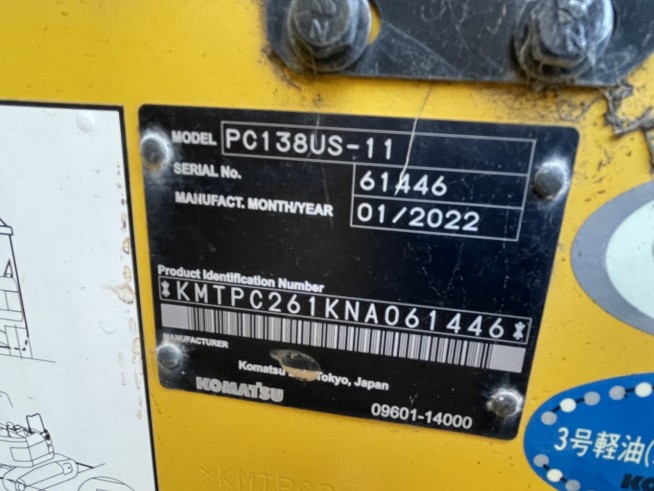 MODEL PC138US-11
SERIAL No. 61446
MANUFACT. MONTH/YEAR 01/2022
Product Identification Number
*KMTPC261KNA061446*
MANUFACTURER
Komatsu Tokyo, Japan
KOMATSU
09601-14000
3号軽油(